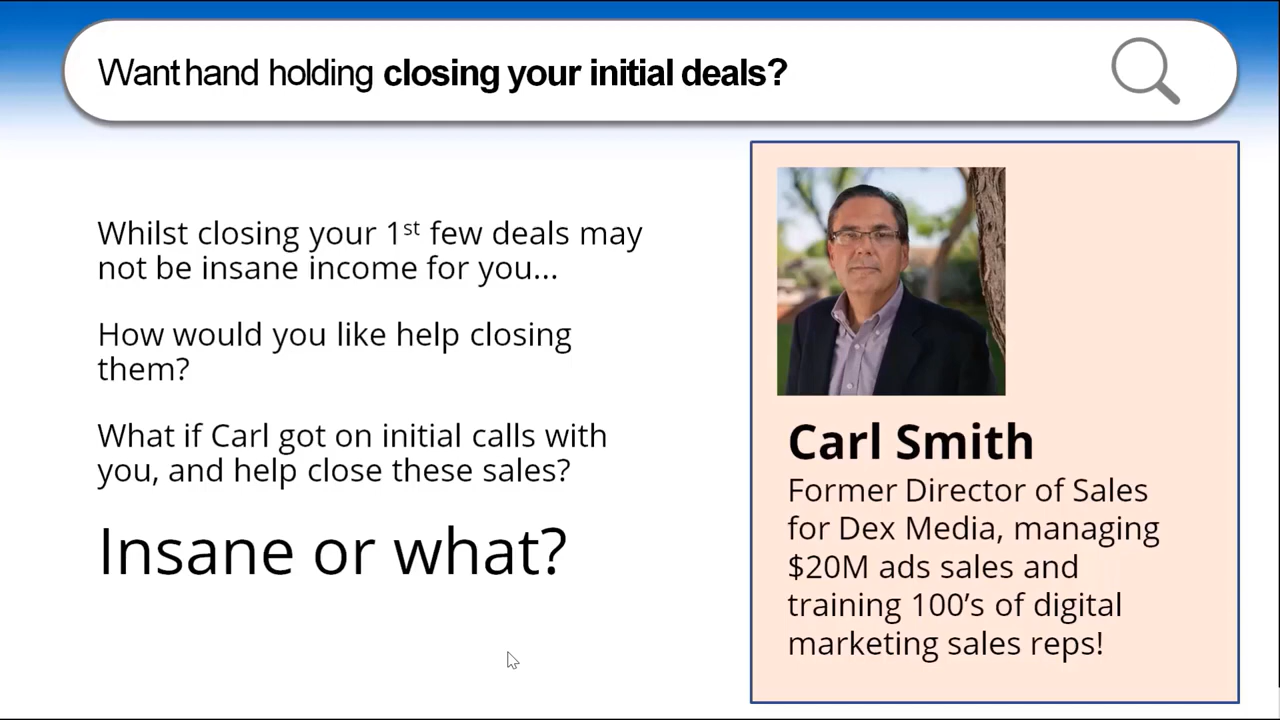 Want hand holding closing your initial deals?
Whilst closing your 1st few deals may
not be insane income for you...
How would you like help closing
them?
What if Carl got on initial calls with
you, and help close these sales?
Insane or what?
Carl Smith
Former Director of Sales
for Dex Media, managing
$20M ads sales and
training 100's of digital
marketing sales reps!